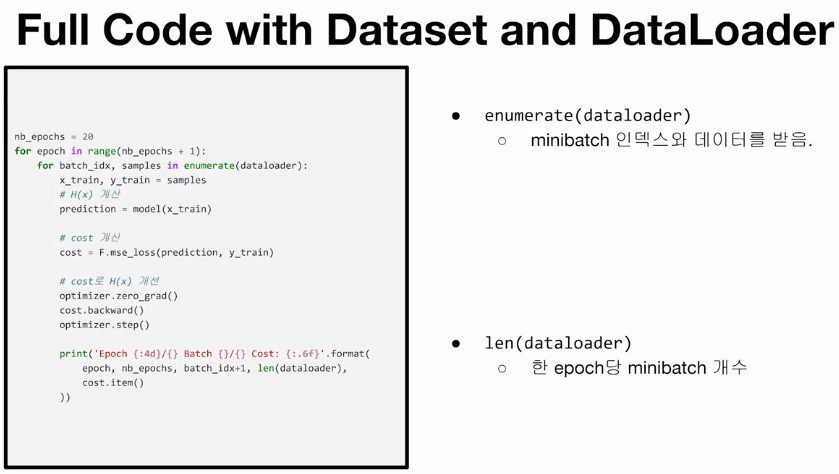 Full Code with Dataset and DataLoader
nb_epochs = 20
for epoch in range(nb_epochs + 1):
for batch_idx, samples in enumerate(dataloader):
x_train, y_train = samples
# H(x) 계산
prediction = model(x_train)
# cost 계산
cost = F.mse_loss(prediction, y_train)
# cost로 H(x) 개선
optimizer.zero_grad()
cost.backward()
optimizer.step()
print('Epoch {:4d}/{} Batch {}/{} Cost: {:.6f}'.format(
epoch, nb_epochs, batch_idx+1, len(dataloader),
cost.item()
))
● enumerate(dataloader)
○ minibatch 인덱스와 데이터를 받음.
● len(dataloader)
○ 한 epoch당 minibatch 개수